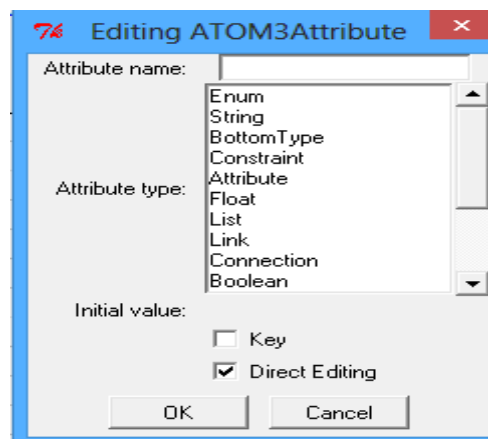 7% Editing ATOM3Attribute ×
Attribute name:
Enum
String
BottomType
Constraint
Attribute type:
Attribute
Float
List
Link
Connection
Boolean
Initial value:
Key
Direct Editing
OK Cancel